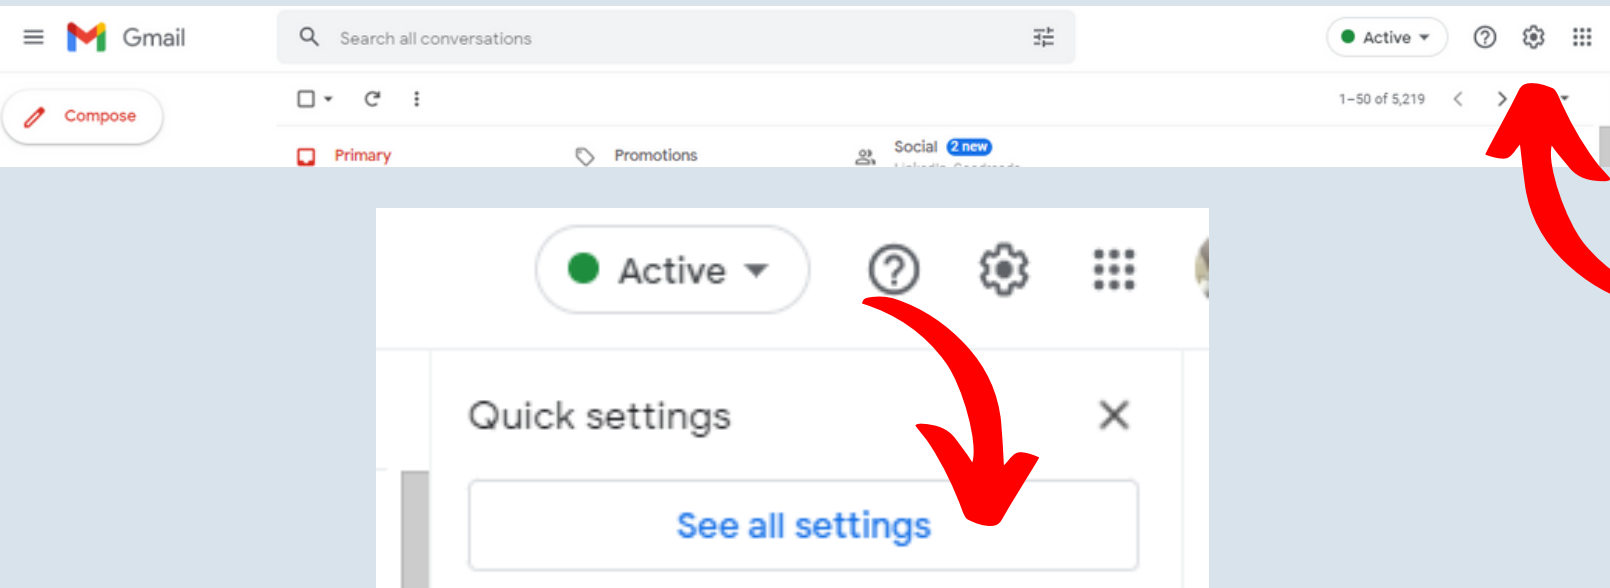 Gmail
Search all conversations
Active
Compose
1–50 of 5,219
Primary
Promotions
Social 2 new
Active
Quick settings
See all settings